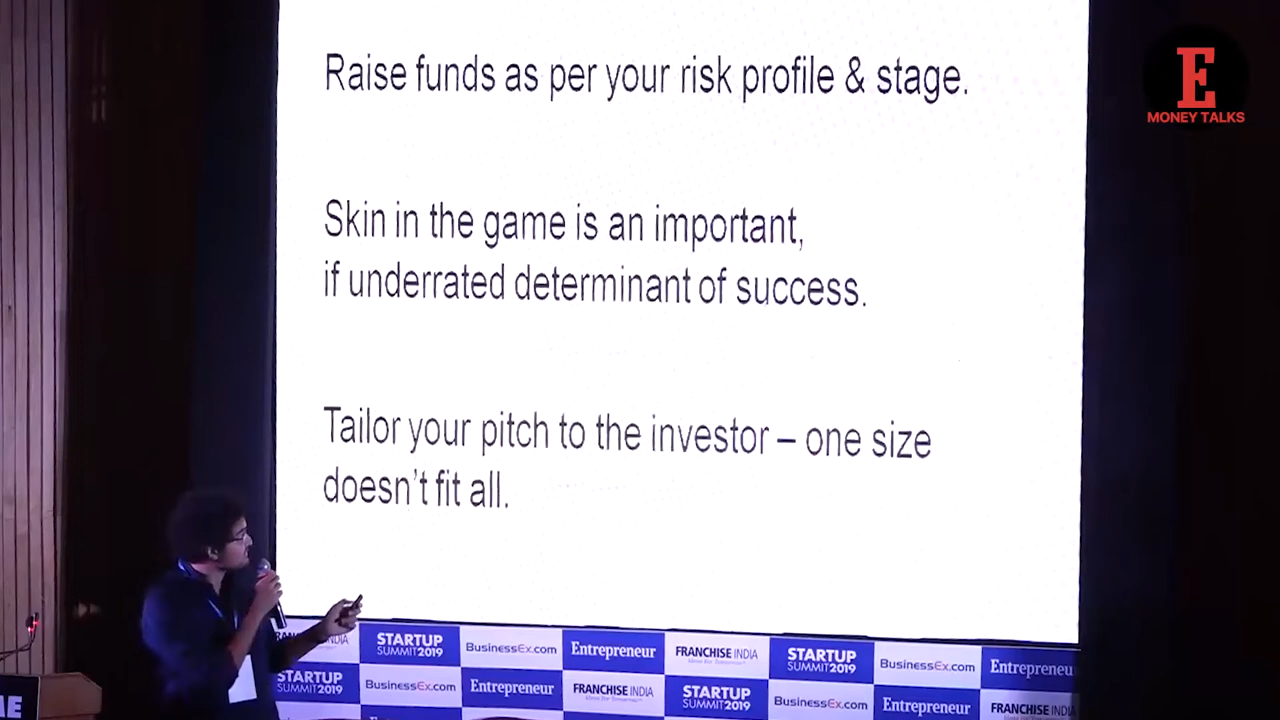 Raise funds as per your risk profile & stage.
E
MONEY TALKS
Skin in the game is an important,
if underrated determinant of success.
Tailor your pitch to the investor – one size
doesn't fit all.
FRANCHISE INDIA STARTUP SUMMIT2019 BusinessEx.com Entrepreneur FRANCHISE INDIA STARTUP SUMMIT2019 BusinessEx.com Entrepreneur
STARTUP SUMMIT2019 BusinessEx.com Entrepreneur FRANCHISE INDIA STARTUP SUMMIT2019 BusinessEx.com Entrepreneur FRANCHISE INDIA
ME